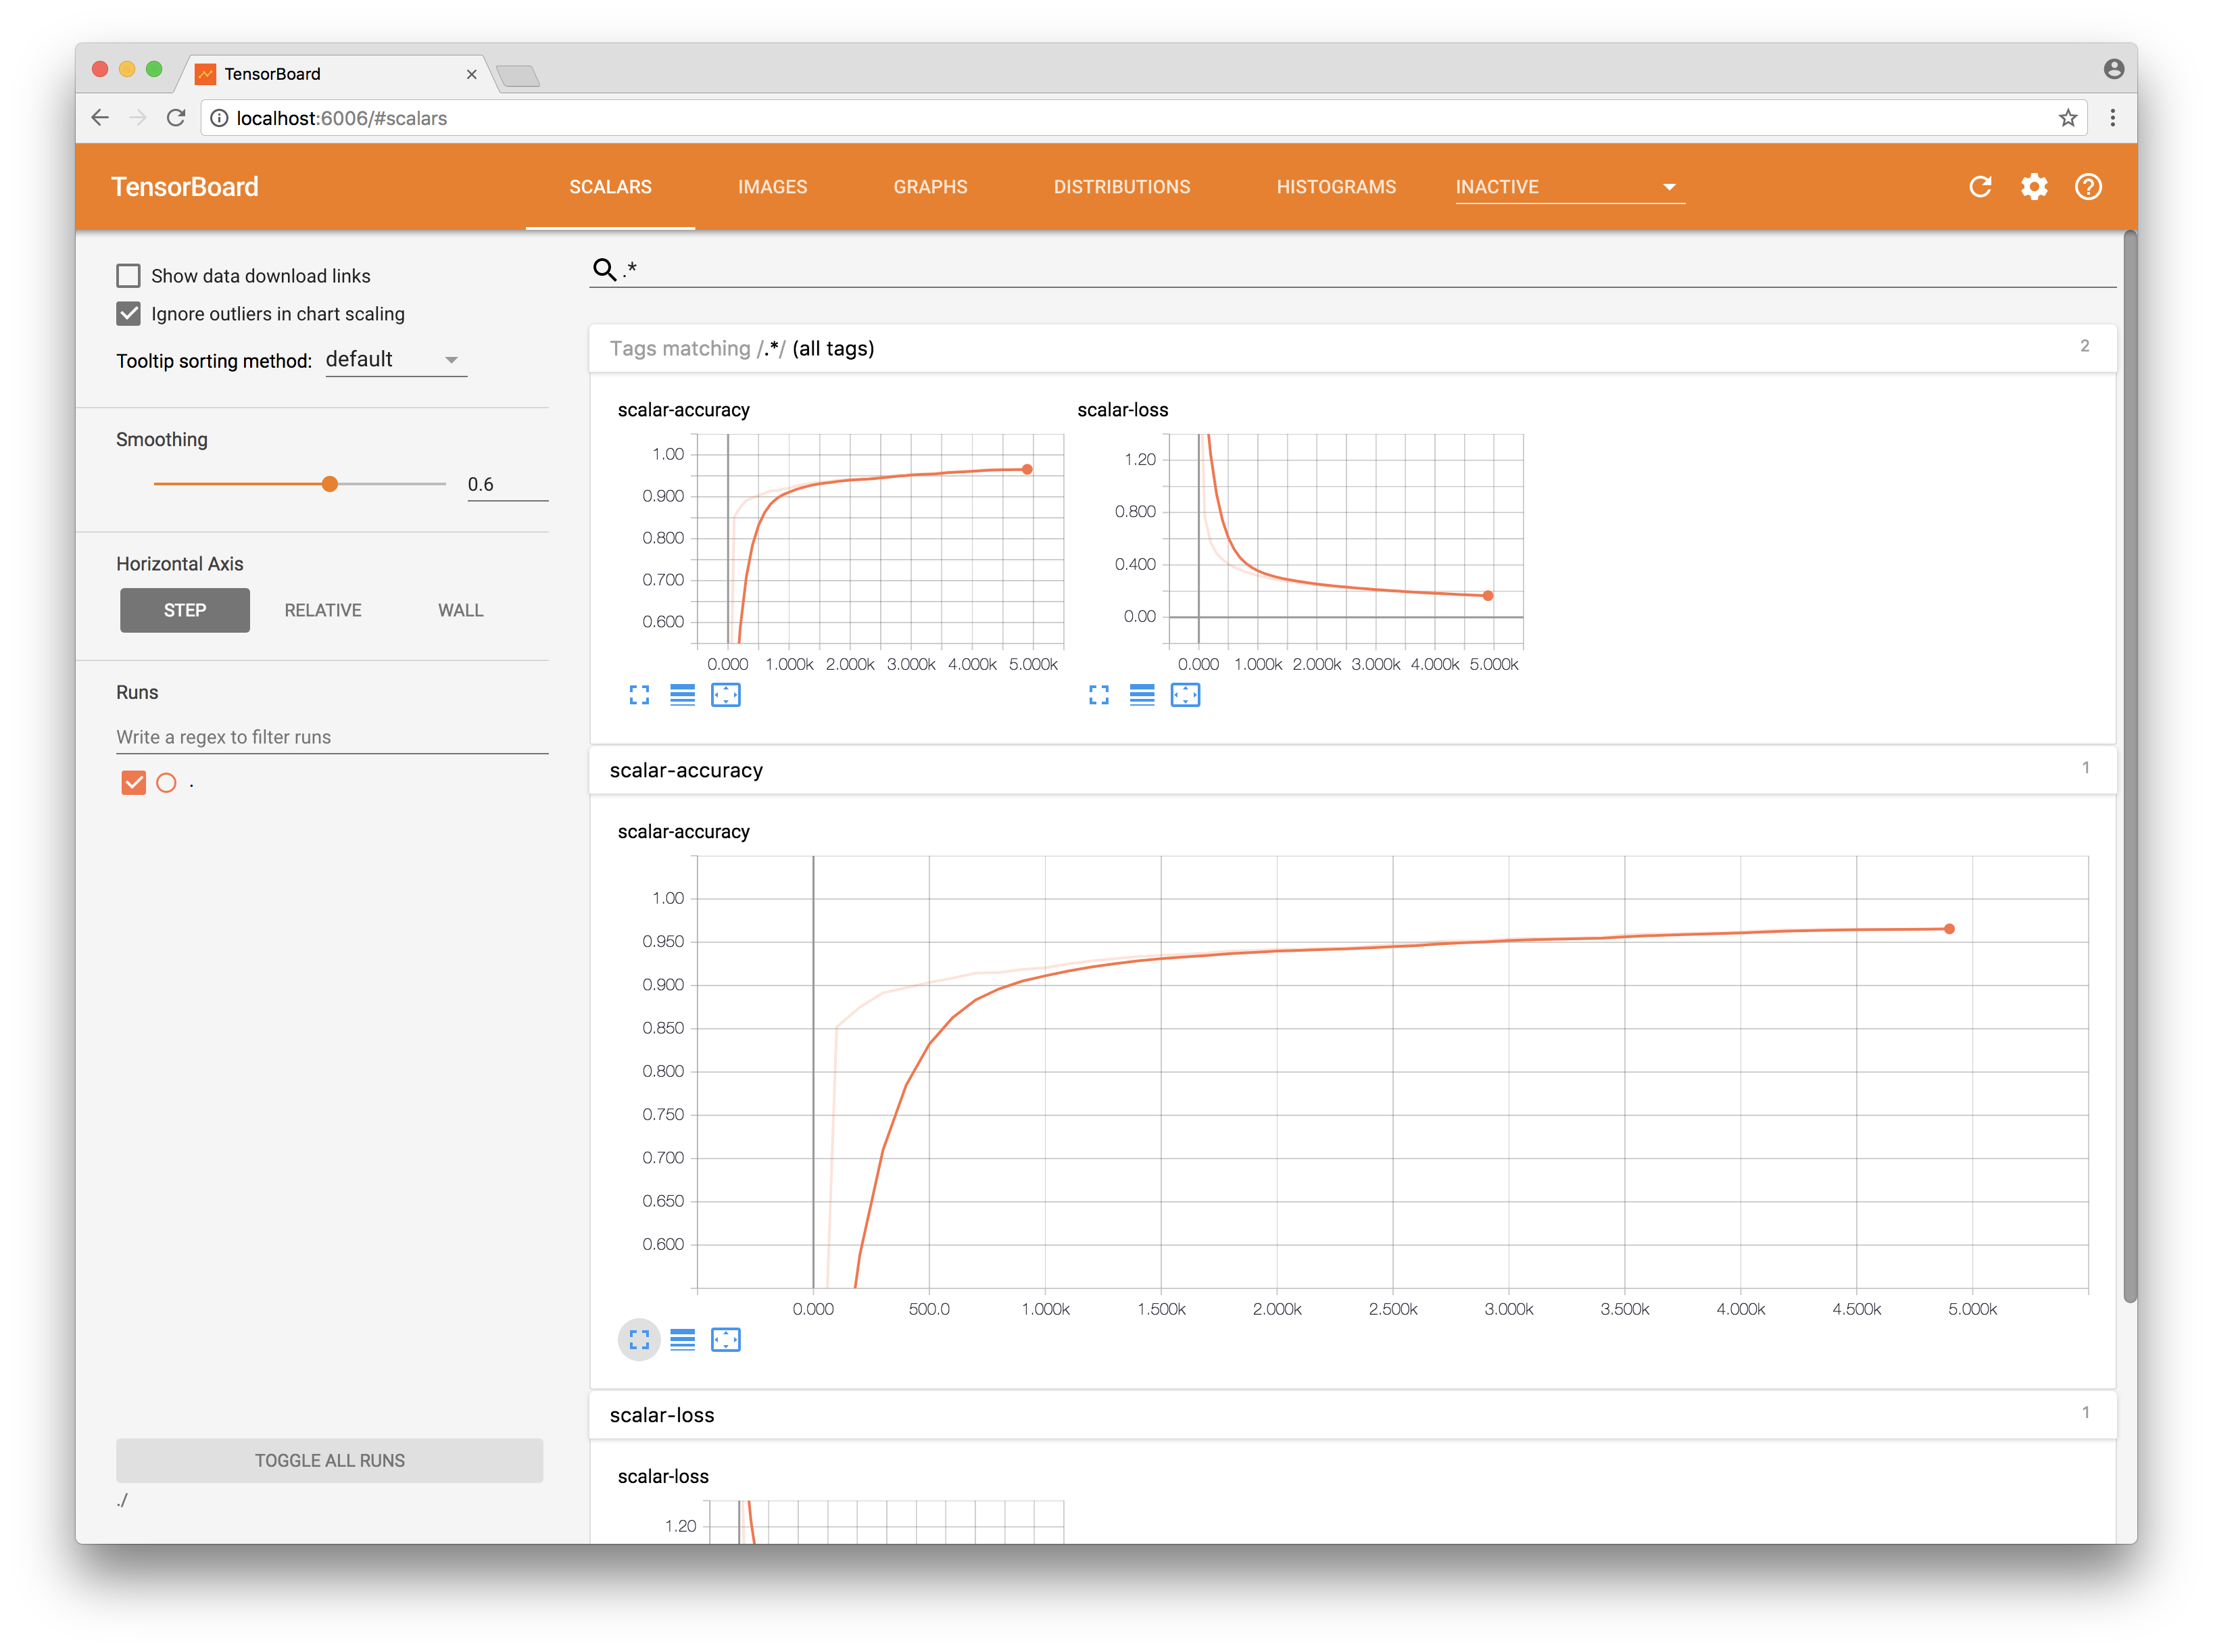 TensorBoard
localhost:6006/#scalars
TensorBoard SCALARS IMAGES GRAPHS DISTRIBUTIONS HISTOGRAMS INACTIVE
Show data download links
Ignore outliers in chart scaling
Tooltip sorting method: default
Smoothing
0.6
Horizontal Axis
STEP RELATIVE WALL
Runs
Write a regex to filter runs
.
TOGGLE ALL RUNS
./
.*
Tags matching /.*/ (all tags) 2
scalar-accuracy
1.00
0.900
0.800
0.700
0.600
0.000 1.000k 2.000k 3.000k 4.000k 5.000k
scalar-loss
1.20
0.800
0.400
0.00
0.000 1.000k 2.000k 3.000k 4.000k 5.000k
scalar-accuracy 1
scalar-accuracy
1.00
0.950
0.900
0.850
0.800
0.750
0.700
0.650
0.600
0.000 500.0 1.000k 1.500k 2.000k 2.500k 3.000k 3.500k 4.000k 4.500k 5.000k
scalar-loss 1
scalar-loss
1.20